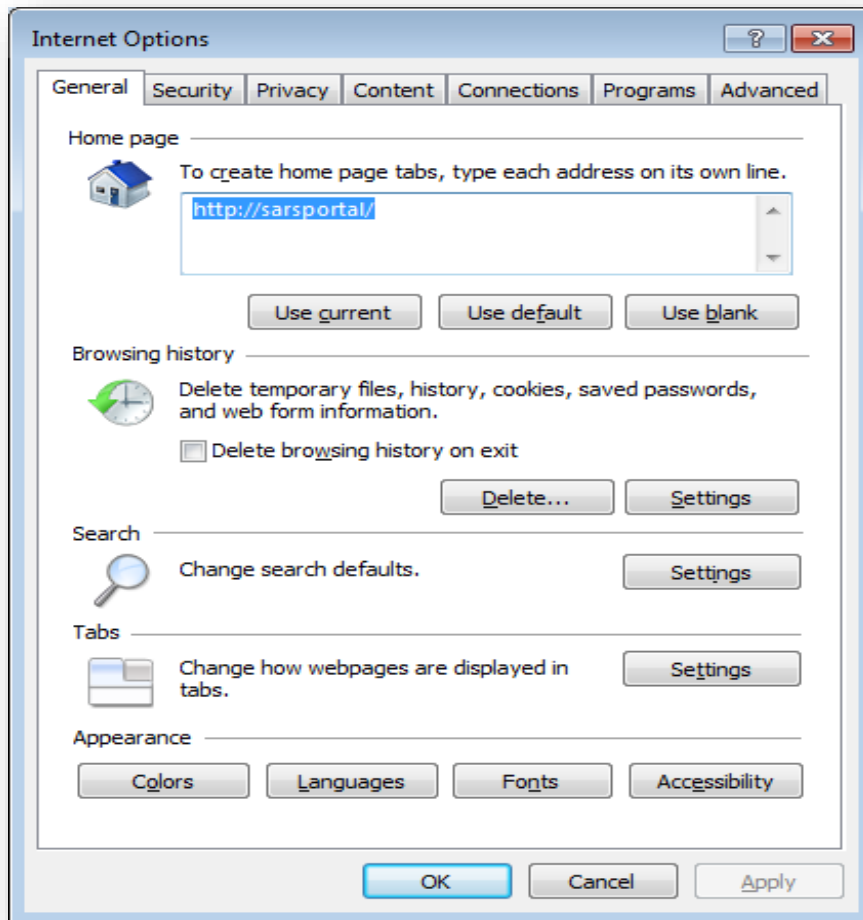 Internet Options
General Security Privacy Content Connections Programs Advanced
Home page
To create home page tabs, type each address on its own line.
http://sarsportal/
Use current Use default Use blank
Browsing history
Delete temporary files, history, cookies, saved passwords,
and web form information.
Delete browsing history on exit
Delete... Settings
Search
Change search defaults. Settings
Tabs
Change how webpages are displayed in Settings
tabs.
Appearance
Colors Languages Fonts Accessibility
OK Cancel Apply